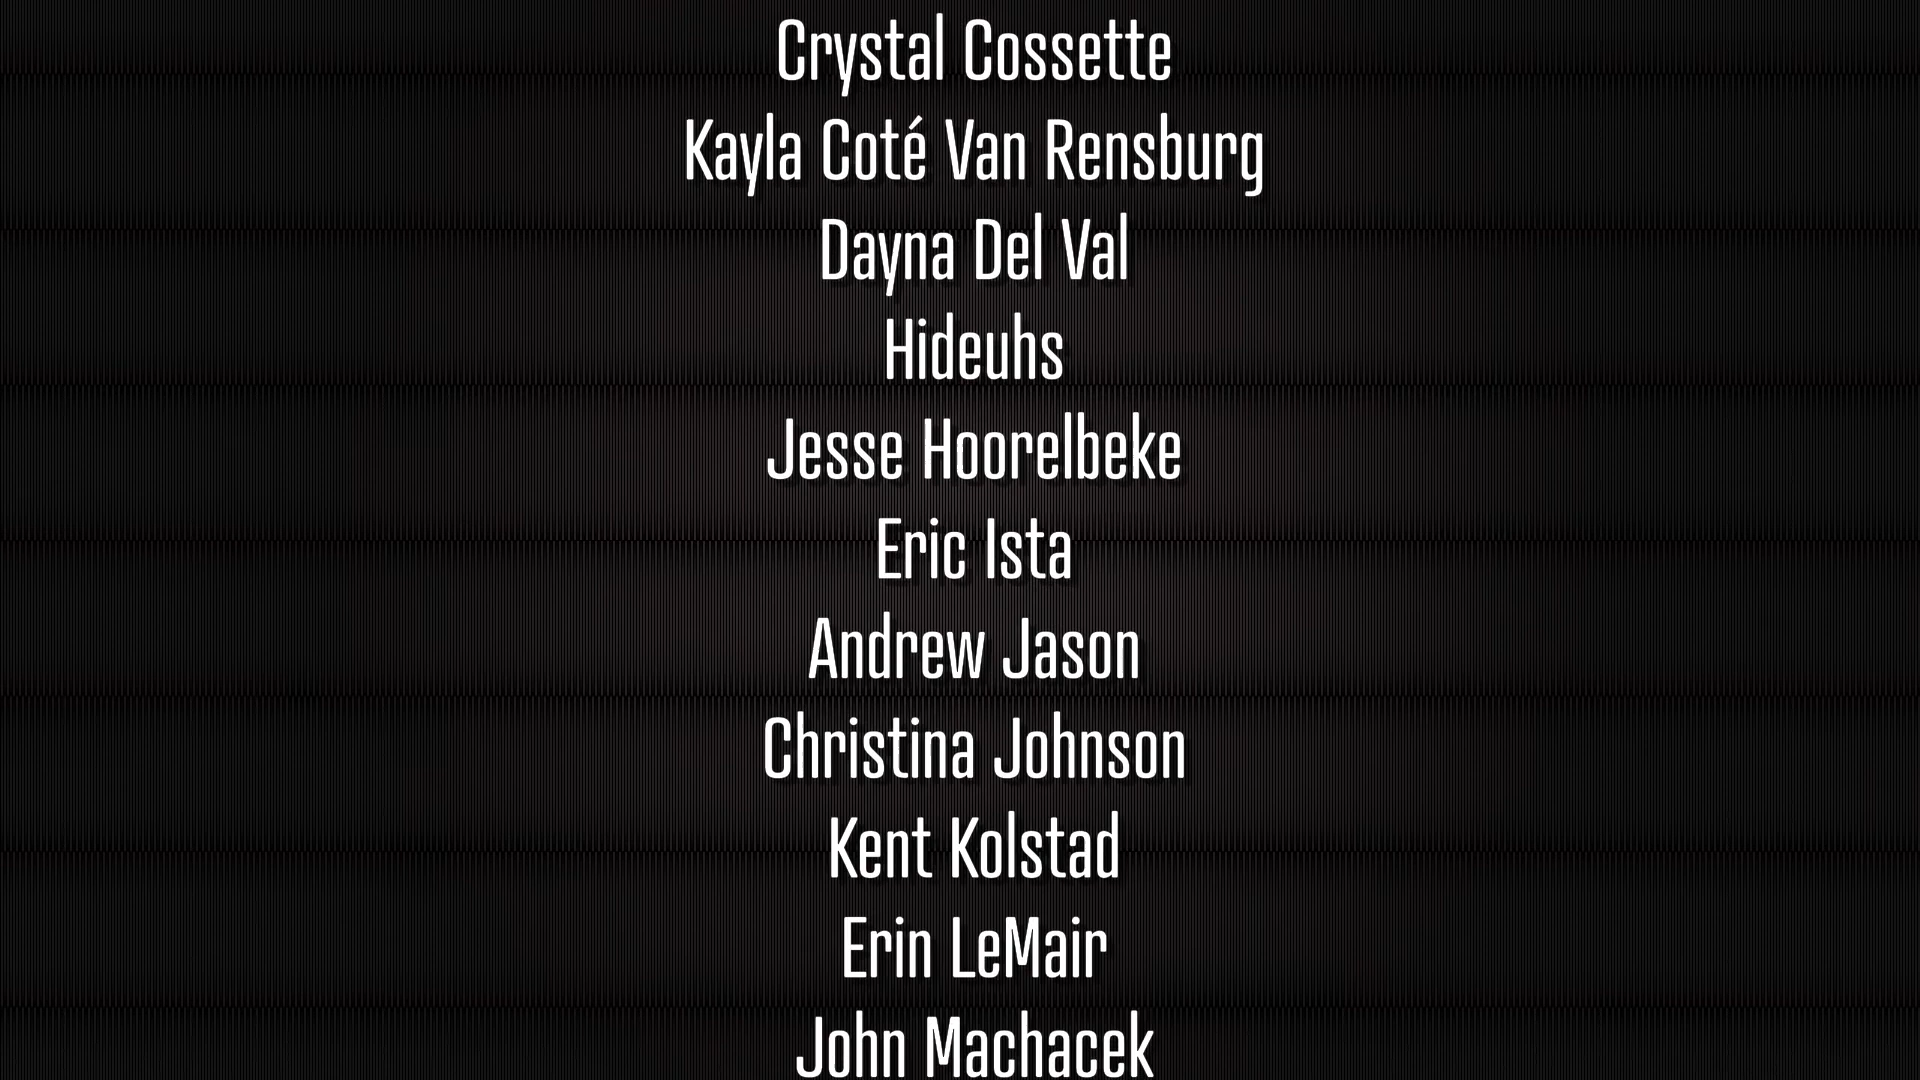 Crystal Cossette
Kayla Coté Van Rensburg
Dayna Del Val
Hideuhs
Jesse Hoorelbeke
Eric Ista
Andrew Jason
Christina Johnson
Kent Kolstad
Erin LeMair
John Machacek